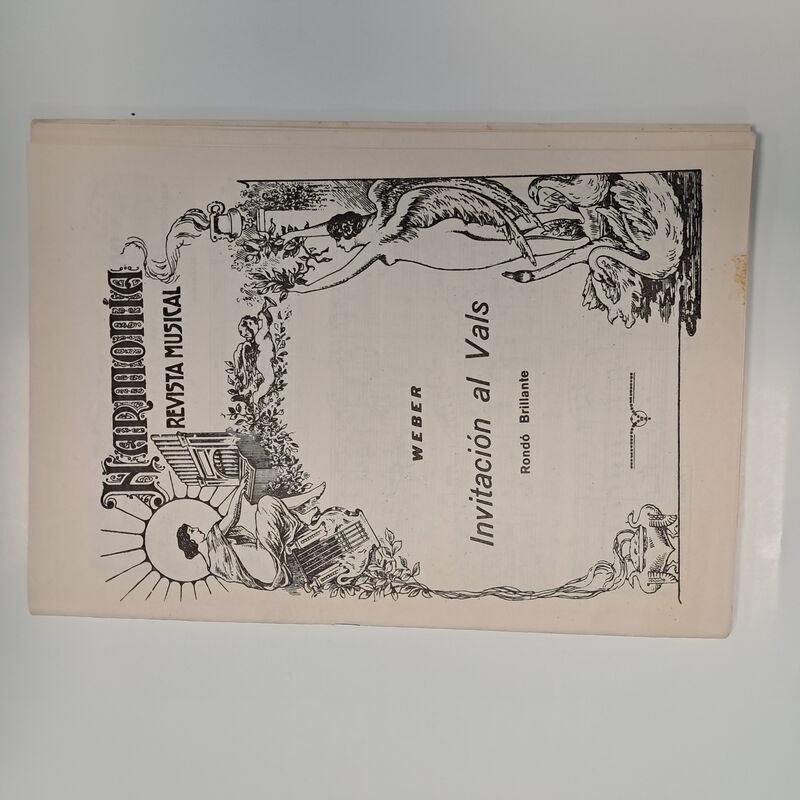 HARMONÍA
REVISTA MUSICAL
WEBER
Invitación al Vals
Rondó Brillante